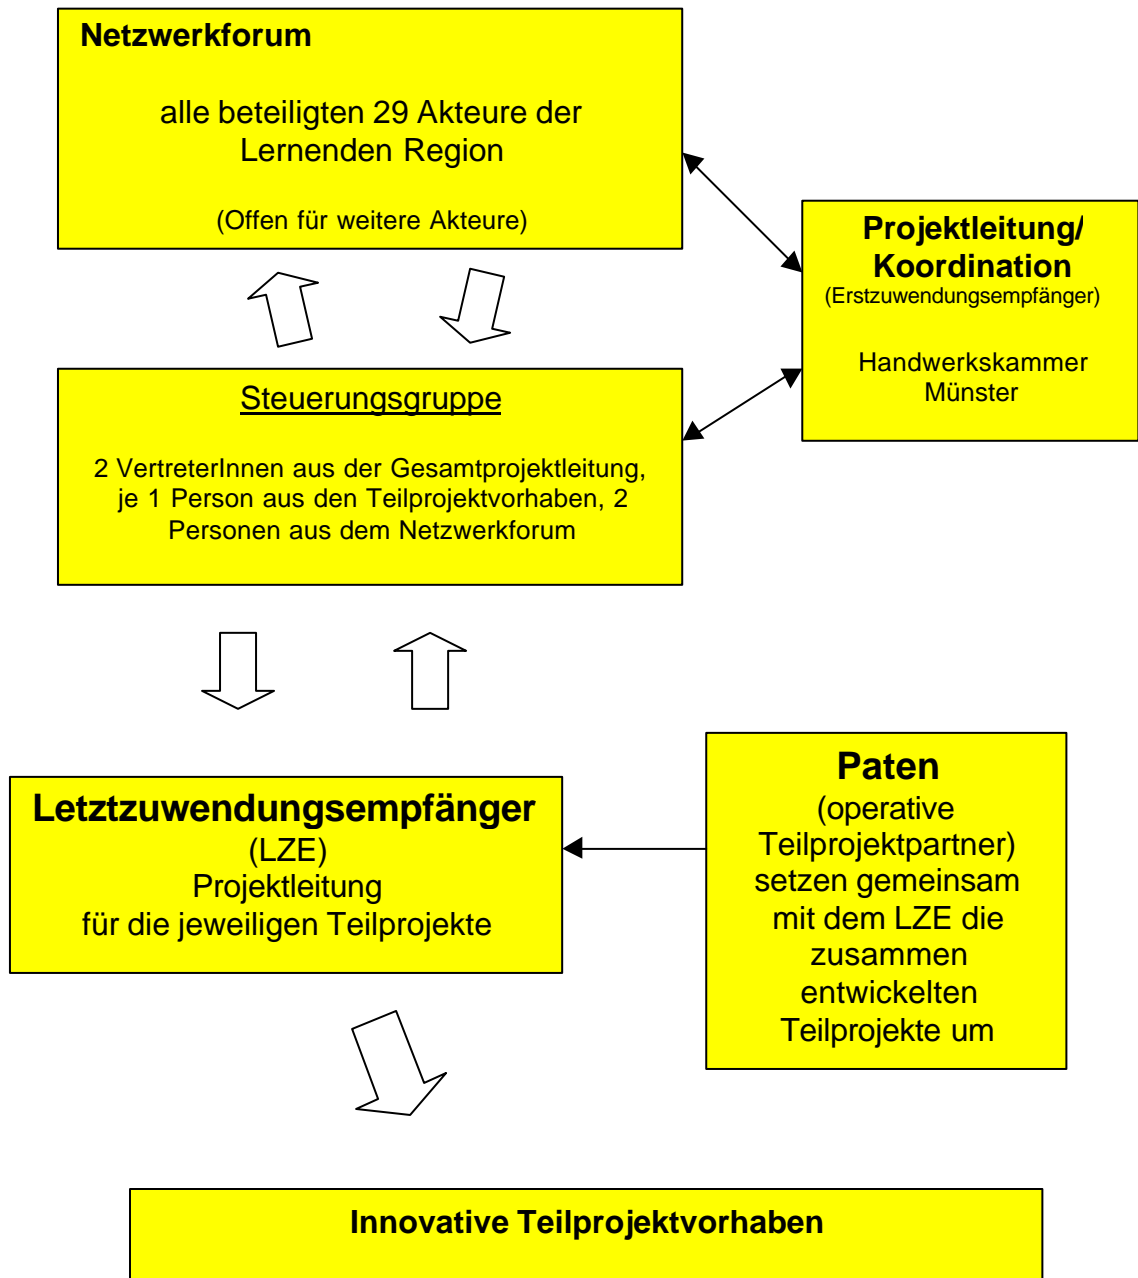 Netzwerkforum
alle beteiligten 29 Akteure der
Lernenden Region
(Offen für weitere Akteure)
Projektleitung/
Koordination
(Erstzuwendungsempfänger)
Handwerkskammer
Münster
Steuerungsgruppe
2 VertreterInnen aus der Gesamtprojektleitung,
je 1 Person aus den Teilprojektvorhaben, 2
Personen aus dem Netzwerkforum
Letztzuwendungsempfänger
(LZE)
Projektleitung
für die jeweiligen Teilprojekte
Paten
(operative
Teilprojektpartner)
setzen gemeinsam
mit dem LZE die
zusammen
entwickelten
Teilprojekte um
Innovative Teilprojektvorhaben